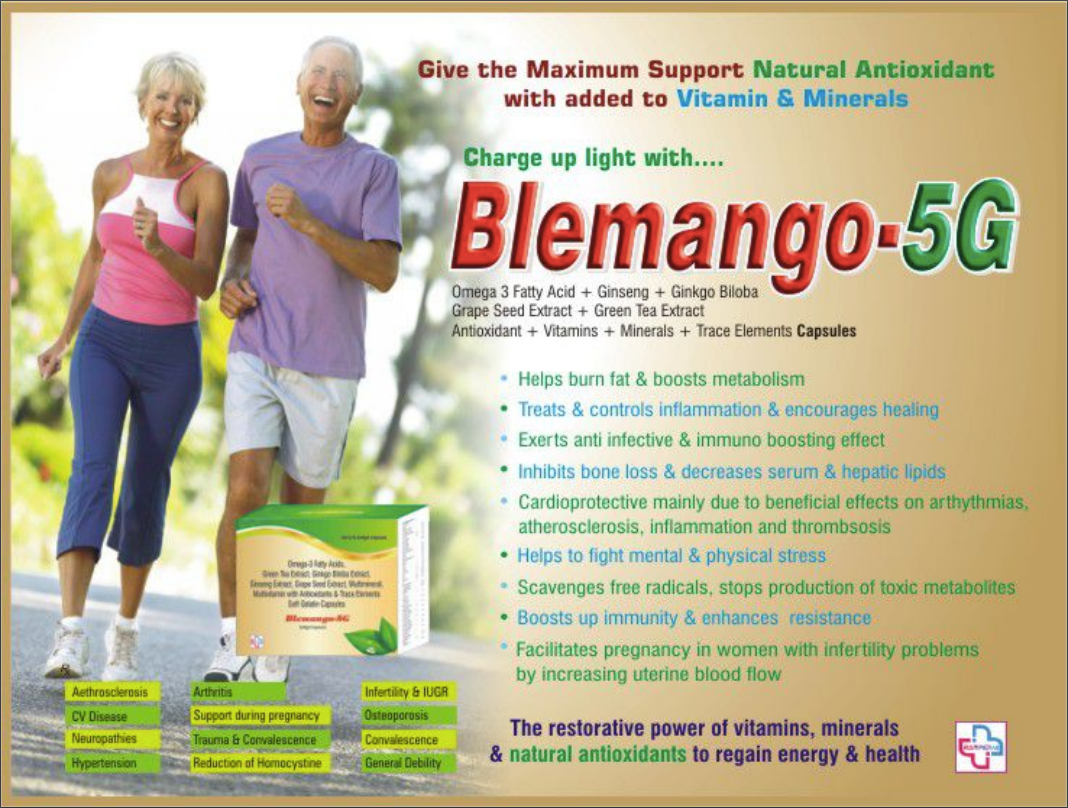 Give the Maximum Support Natural Antioxidant
with added to Vitamin & Minerals
Charge up light with....
Blemango-5G
Omega 3 Fatty Acid + Ginseng + Ginkgo Biloba
Grape Seed Extract + Green Tea Extract
Antioxidant + Vitamins + Minerals + Trace Elements Capsules
• Helps burn fat & boosts metabolism
• Treats & controls inflammation & encourages healing
• Exerts anti infective & immuno boosting effect
• Inhibits bone loss & decreases serum & hepatic lipids
• Cardioprotective mainly due to beneficial effects on arthythmias,
atherosclerosis, inflammation and thrombsosis
• Helps to fight mental & physical stress
• Scavenges free radicals, stops production of toxic metabolites
• Boosts up immunity & enhances resistance
• Facilitates pregnancy in women with infertility problems
by increasing uterine blood flow
Omega-3 Fatty Acids,
Green Tea Extract, Ginkgo Biloba Extract,
Ginseng Extract, Grape Seed Extract, Multimineral,
Multivitamin with Antioxidants & Trace Elements
Soft Gelatin Capsules
Blemango-5G
Aethrosclerosis
Arthritis
Infertility & IUGR
CV Disease
Support during pregnancy
Osteoporosis
Neuropathies
Trauma & Convalescence
Convalescence
Hypertension
Reduction of Homocystine
General Debility
The restorative power of vitamins, minerals
& natural antioxidants to regain energy & health